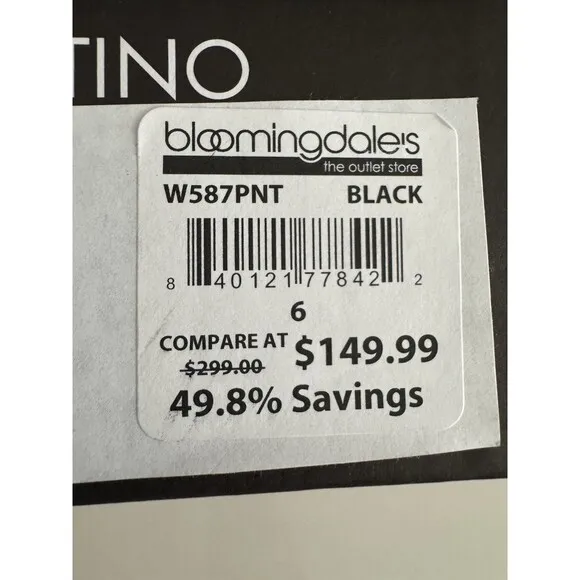 TINO
bloomingdale's
the outlet store
W587PNT BLACK
8 40121 77842 2
6
COMPARE AT $149.99
$299.00
49.8% Savings